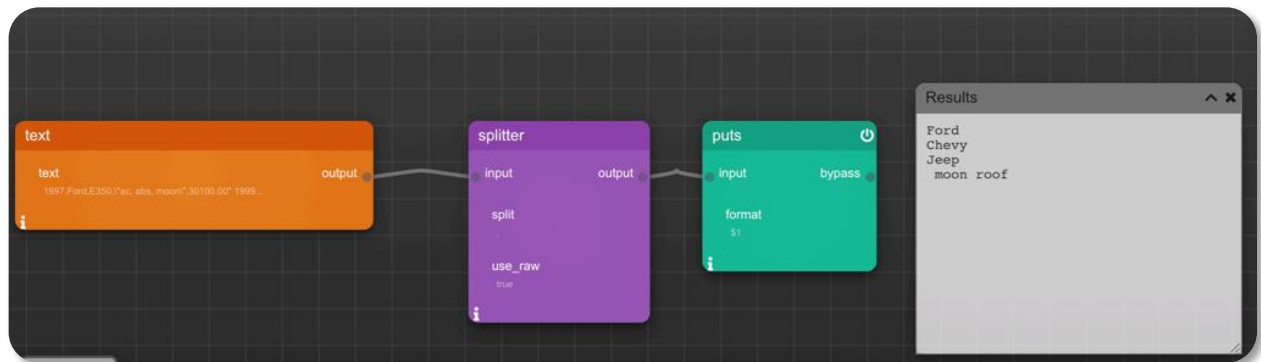 text
text
output
1997,Ford,E350,\"ac, abs, moon\",30100.00" 1999...
splitter
input
output
split
,
use_raw
true
puts
input
bypass
format
$1
Results
Ford
Chevy
Jeep
moon roof